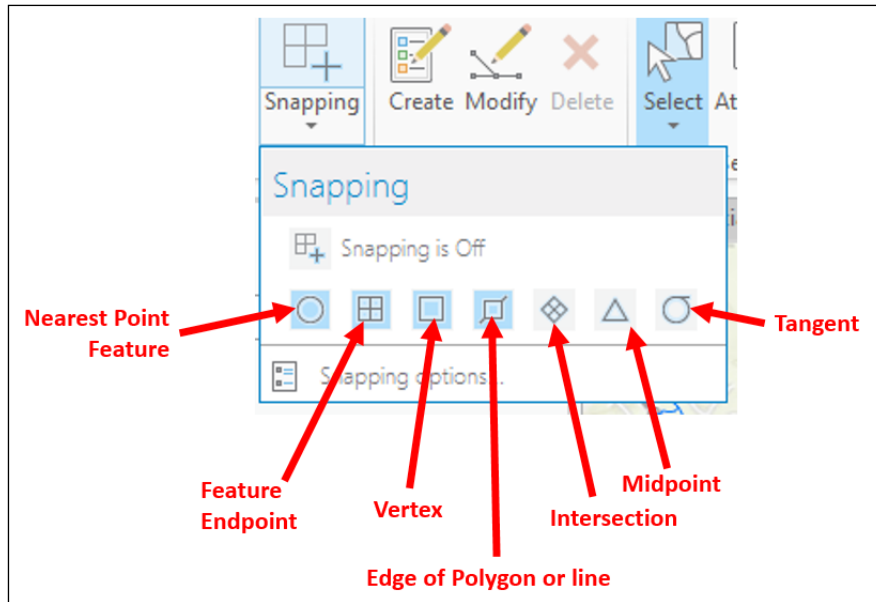 Snapping
Create Modify Delete
Select
Snapping
Snapping is Off
Nearest Point
Feature
Tangent
Snapping options...
Feature
Endpoint
Vertex
Midpoint
Intersection
Edge of Polygon or line